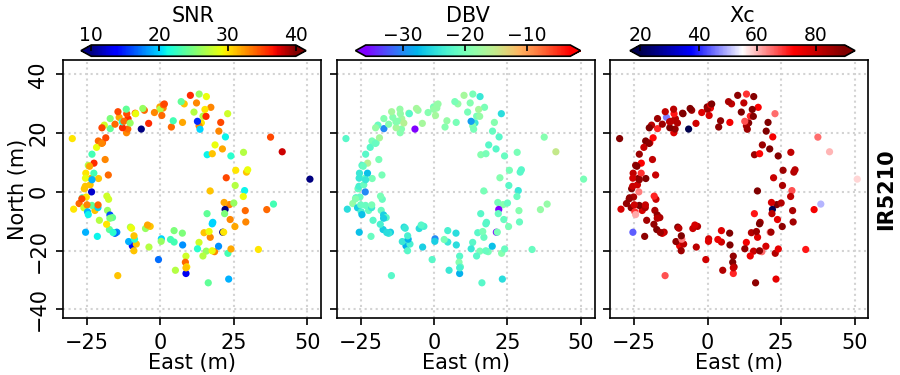 SNR DBV Xc
10 20 30 40 −30 −20 −10 20 40 60 80
40
20
0
−20
−40
North (m)
−25 0 25 50 −25 0 25 50 −25 0 25 50
East (m) East (m) East (m)
IR5210